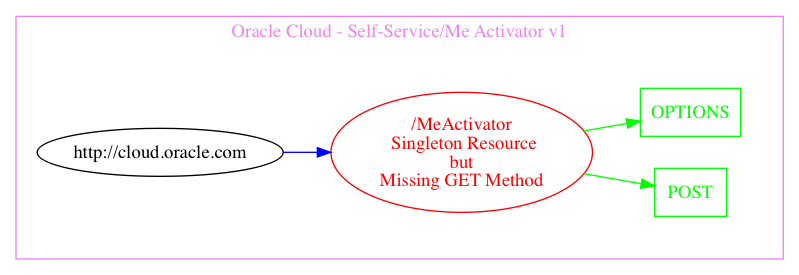 Oracle Cloud - Self-Service/Me Activator v1
http://cloud.oracle.com
/MeActivator
Singleton Resource
but
Missing GET Method
OPTIONS
POST